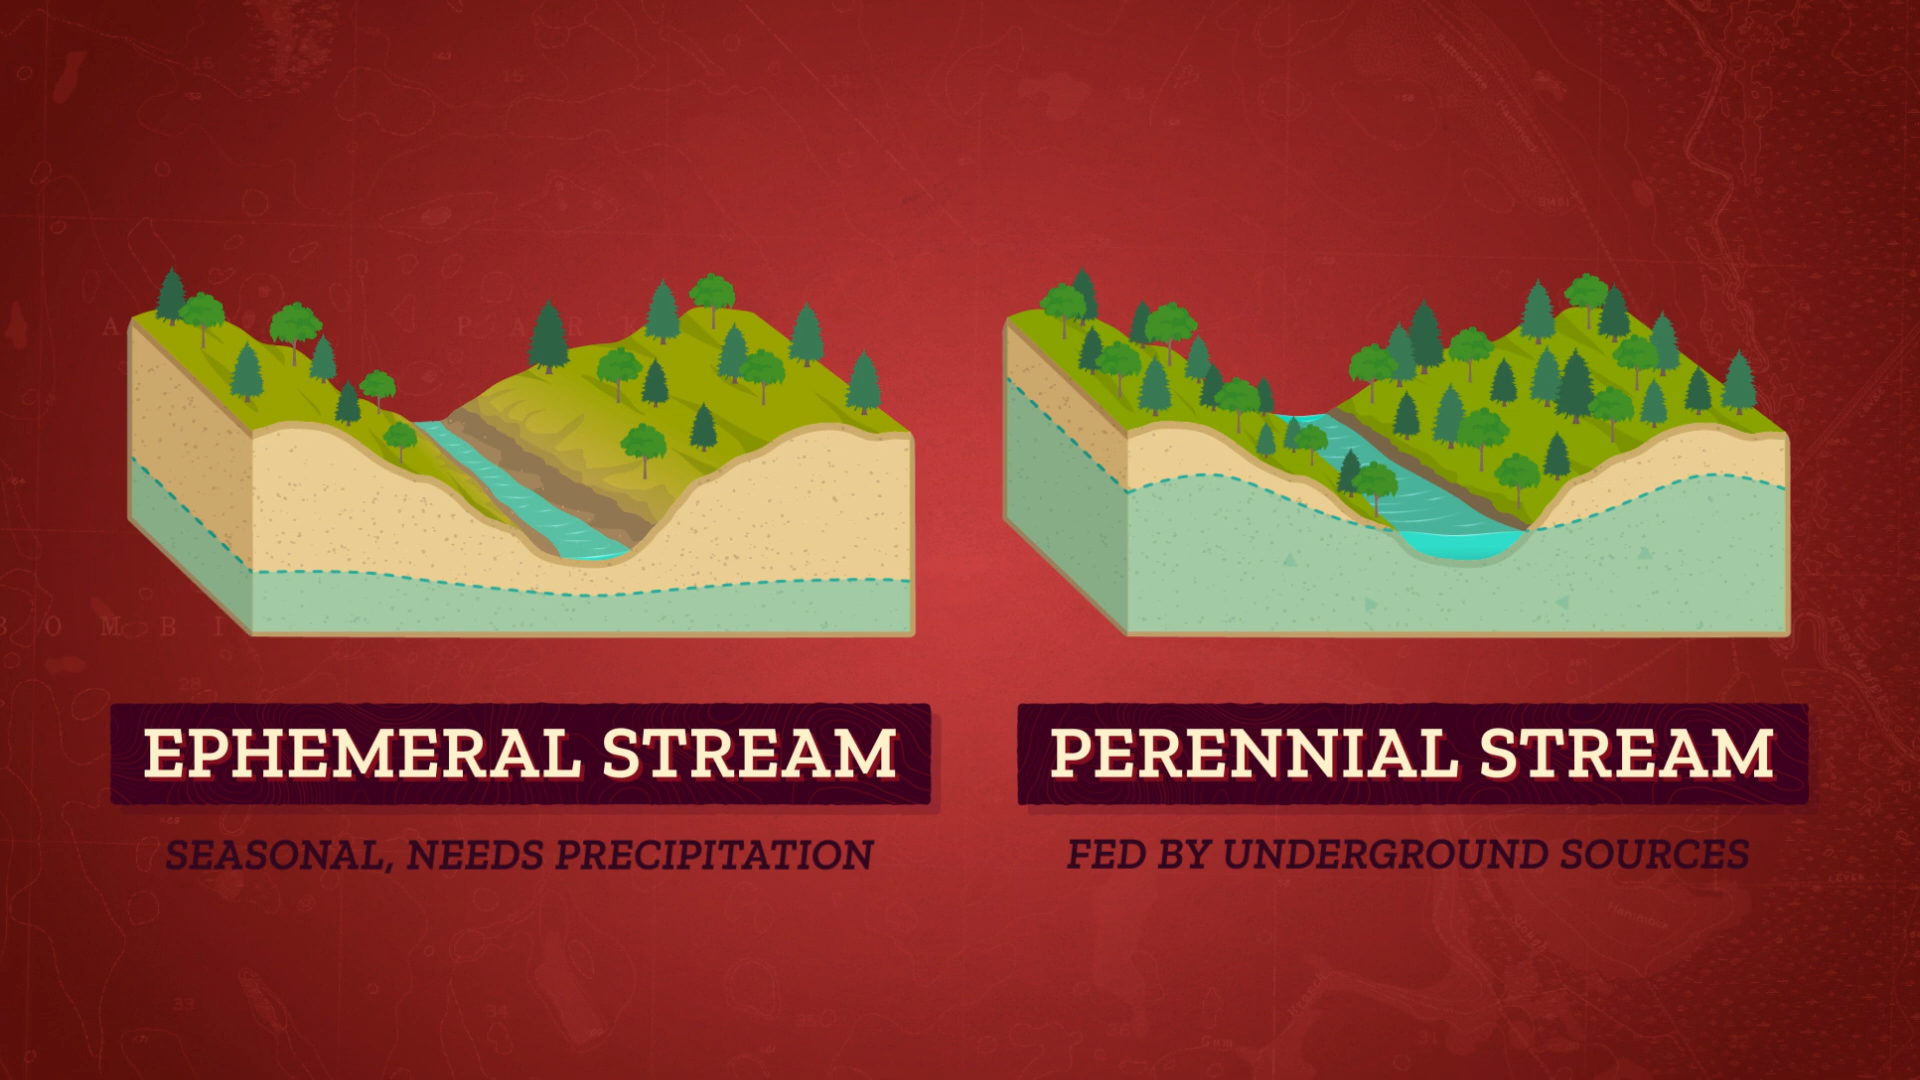 EPHEMERAL STREAM
SEASONAL, NEEDS PRECIPITATION
PERENNIAL STREAM
FED BY UNDERGROUND SOURCES